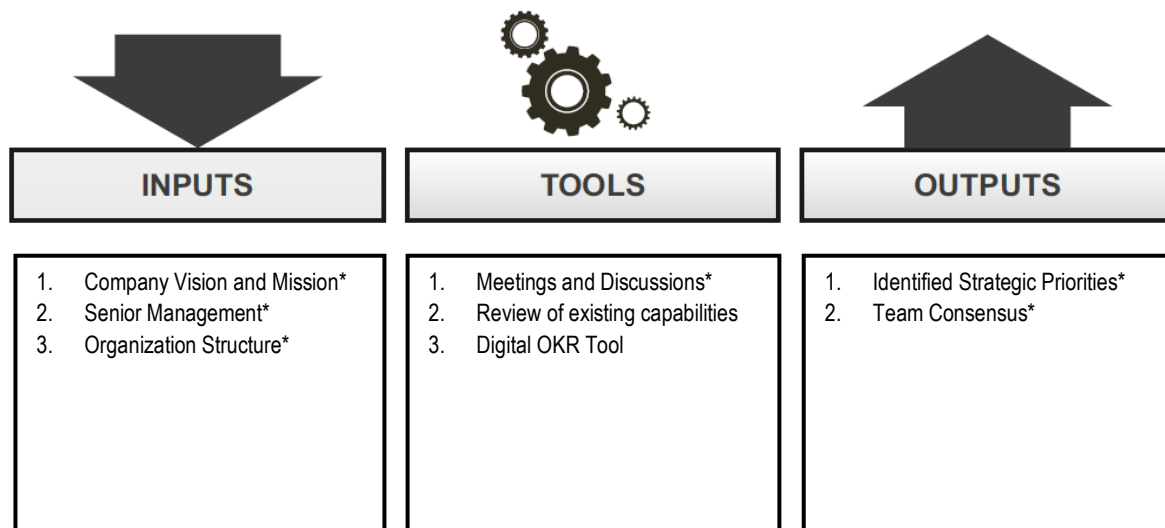 INPUTS
TOOLS
OUTPUTS
1. Company Vision and Mission*
2. Senior Management*
3. Organization Structure*
1. Meetings and Discussions*
2. Review of existing capabilities
3. Digital OKR Tool
1. Identified Strategic Priorities*
2. Team Consensus*